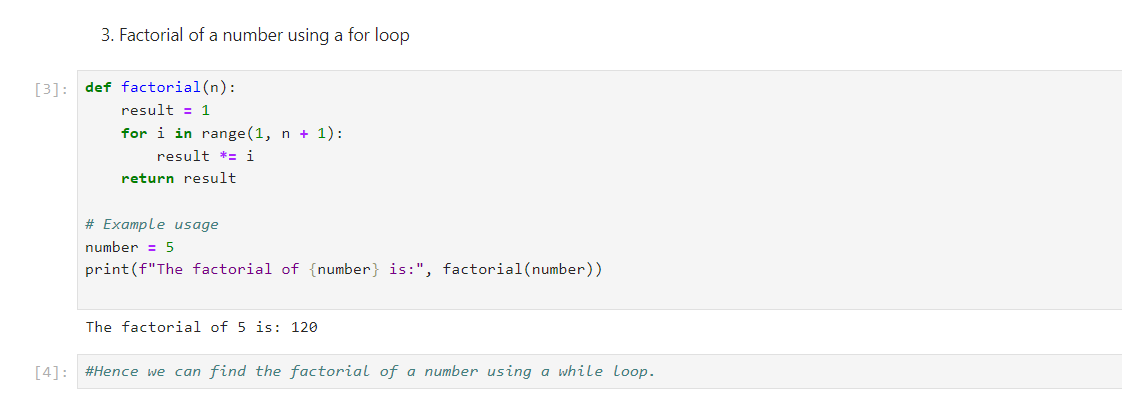 3. Factorial of a number using a for loop
[3]:
def factorial(n):
    result = 1
    for i in range(1, n + 1):
        result *= i
    return result

# Example usage
number = 5
print(f"The factorial of {number} is:", factorial(number))
The factorial of 5 is: 120
[4]:
#Hence we can find the factorial of a number using a while loop.